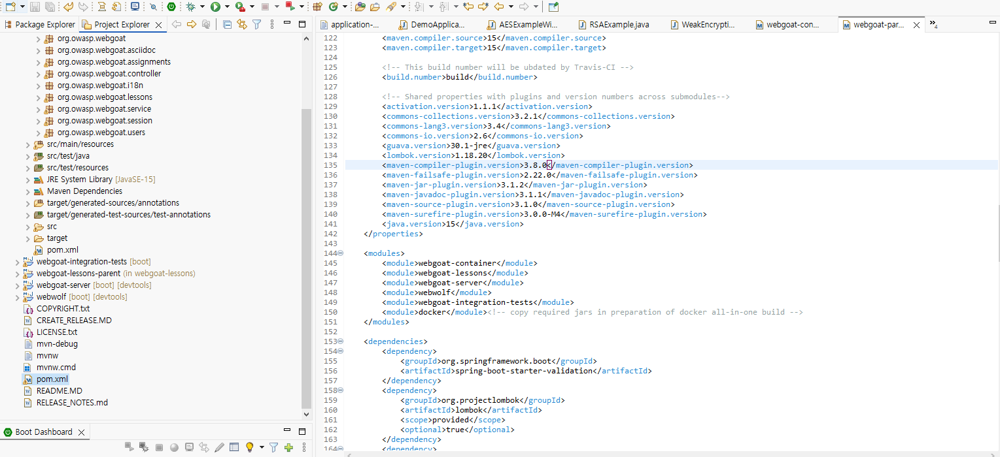 Package Explorer
Project Explorer
org.owasp.webgoat
org.owasp.webgoat.asciidoc
org.owasp.webgoat.assignments
org.owasp.webgoat.controller
org.owasp.webgoat.i18n
org.owasp.webgoat.lessons
org.owasp.webgoat.service
org.owasp.webgoat.session
org.owasp.webgoat.users
src/main/resources
src/test/java
src/test/resources
JRE System Library [JavaSE-15]
Maven Dependencies
target/generated-sources/annotations
target/generated-test-sources/test-annotations
src
target
pom.xml
webgoat-integration-tests [boot]
webgoat-lessons-parent (in webgoat-lessons)
webgoat-server [boot] [devtools]
webwolf [boot] [devtools]
COPYRIGHT.txt
CREATE_RELEASE.MD
LICENSE.txt
mvn-debug
mvnw
mvnw.cmd
pom.xml
README.MD
RELEASE_NOTES.md
Boot Dashboard
application-...
DemoApplica...
AESExampleWi...
RSAExample.java
WeakEncrypti...
webgoat-con...
webgoat-par...
»4
122 <maven.compiler.source>15</maven.compiler.source>
123 <maven.compiler.target>15</maven.compiler.target>
124
125 <!-- This build number will be ubdated by Travis-CI -->
126 <build.number>build</build.number>
127
128 <!-- Shared properties with plugins and version numbers across submodules-->
129 <activation.version>1.1.1</activation.version>
130 <commons-collections.version>3.2.1</commons-collections.version>
131 <commons-lang3.version>3.4</commons-lang3.version>
132 <commons-io.version>2.6</commons-io.version>
133 <guava.version>30.1-jre</guava.version>
134 <lombok.version>1.18.20</lombok.version>
135 <maven-compiler-plugin.version>3.8.0</maven-compiler-plugin.version>
136 <maven-failsafe-plugin.version>2.22.0</maven-failsafe-plugin.version>
137 <maven-jar-plugin.version>3.1.2</maven-jar-plugin.version>
138 <maven-javadoc-plugin.version>3.1.1</maven-javadoc-plugin.version>
139 <maven-source-plugin.version>3.1.0</maven-source-plugin.version>
140 <maven-surefire-plugin.version>3.0.0-M4</maven-surefire-plugin.version>
141 <java.version>15</java.version>
142 </properties>
143
144 <modules>
145 <module>webgoat-container</module>
146 <module>webgoat-lessons</module>
147 <module>webgoat-server</module>
148 <module>webwolf</module>
149 <module>webgoat-integration-tests</module>
150 <module>docker</module><!-- copy required jars in preparation of docker all-in-one build -->
151 </modules>
152
153 <dependencies>
154 <dependency>
155 <groupId>org.springframework.boot</groupId>
156 <artifactId>spring-boot-starter-validation</artifactId>
157 </dependency>
158 <dependency>
159 <groupId>org.projectlombok</groupId>
160 <artifactId>lombok</artifactId>
161 <scope>provided</scope>
162 <optional>true</optional>
163 </dependency>
164 <dependency>